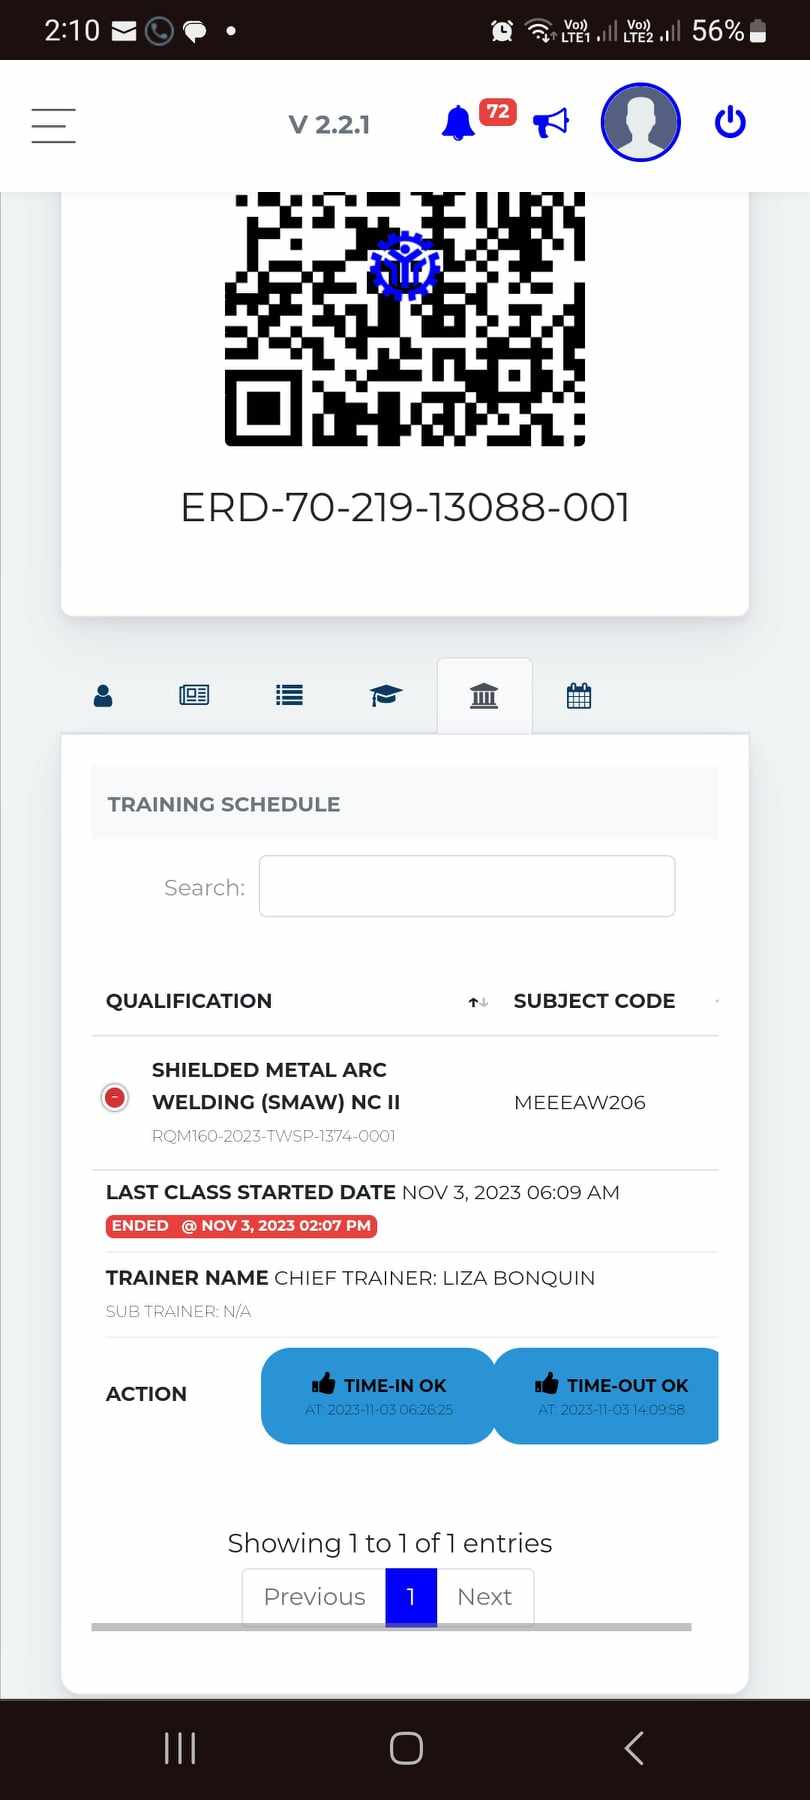 2:10
Vo)) LTE1 Vo)) LTE2 56%
V 2.2.1
72
ERD-70-219-13088-001
TRAINING SCHEDULE
Search:
QUALIFICATION SUBJECT CODE
SHIELDED METAL ARC
WELDING (SMAW) NC II
MEEEAW206
RQM160-2023-TWSP-1374-0001
LAST CLASS STARTED DATE NOV 3, 2023 06:09 AM
ENDED @ NOV 3, 2023 02:07 PM
TRAINER NAME CHIEF TRAINER: LIZA BONQUIN
SUB TRAINER: N/A
ACTION
TIME-IN OK
AT: 2023-11-03 06:26:25
TIME-OUT OK
AT: 2023-11-03 14:09:58
Showing 1 to 1 of 1 entries
Previous 1 Next